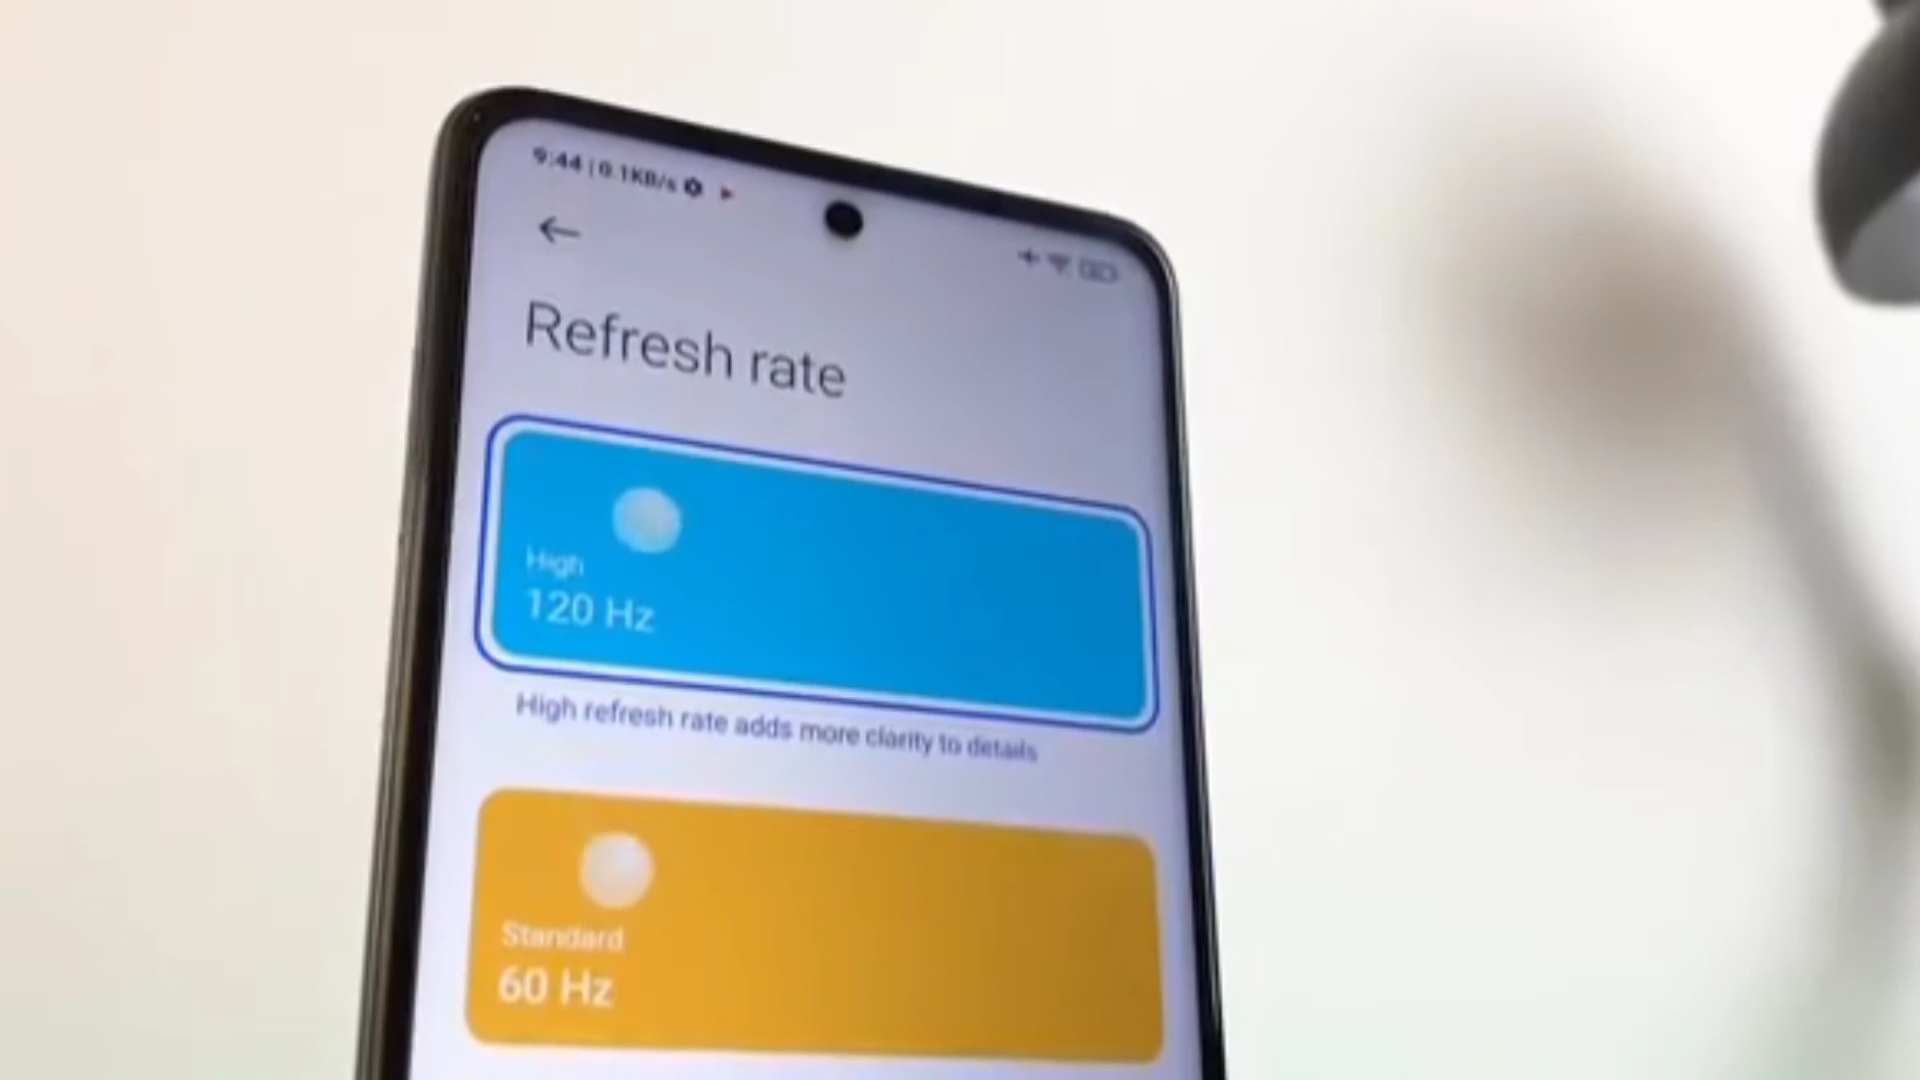 9:44 | 0.1KB/s
Refresh rate
High
120 Hz
High refresh rate adds more clarity to details
Standard
60 Hz